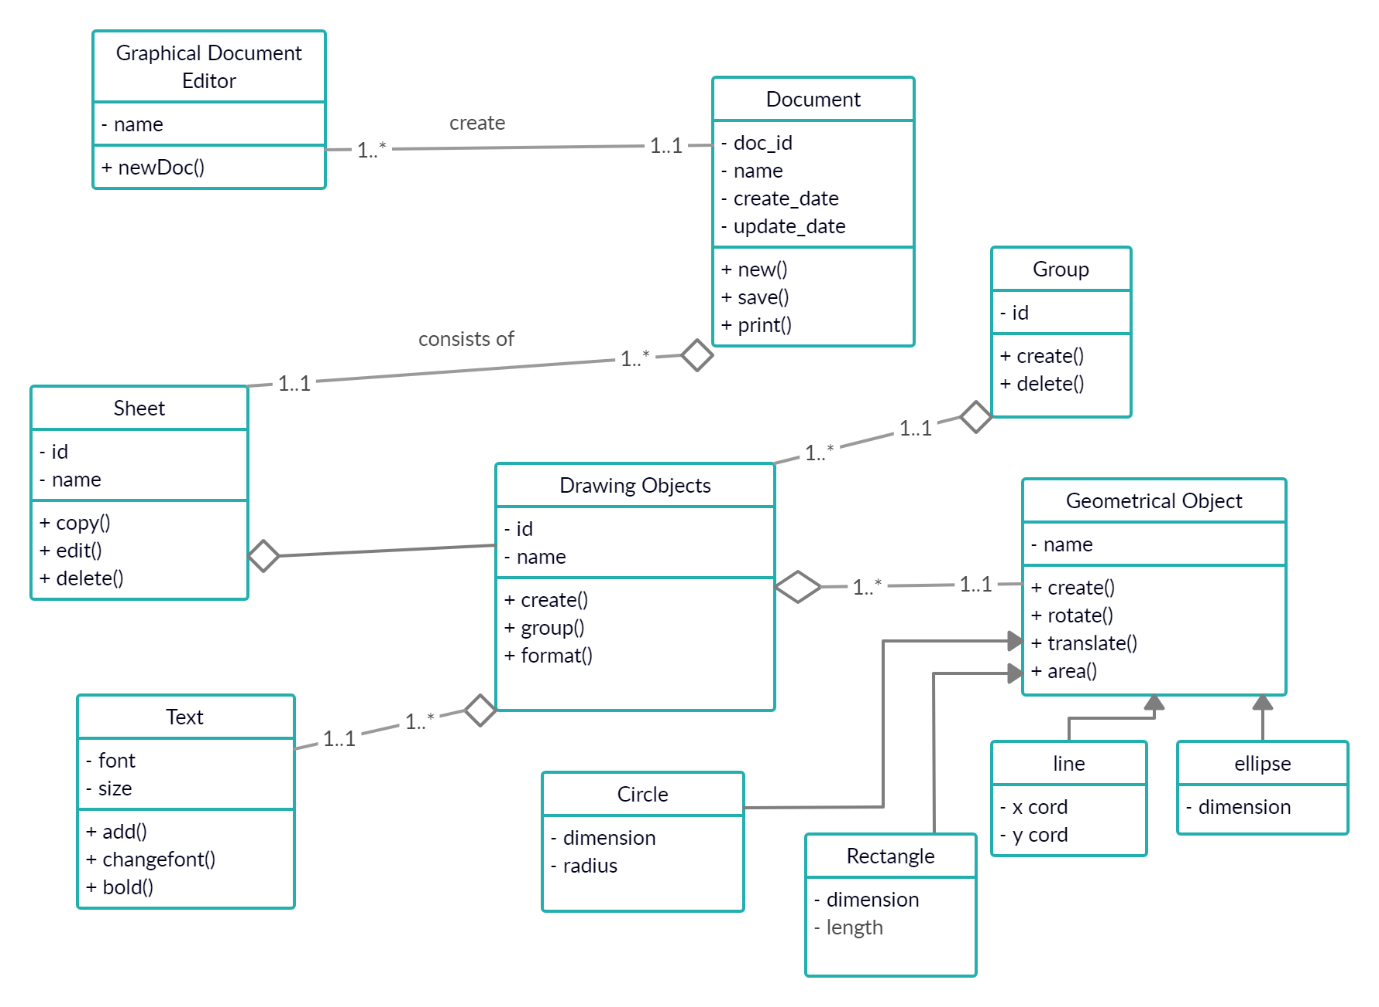 Graphical Document
Editor
- name
+ newDoc()
create
1..*
1..1
Document
- doc_id
- name
- create_date
- update_date
+ new()
+ save()
+ print()
Group
- id
+ create()
+ delete()
consists of
1..1
1..*
Sheet
- id
- name
+ copy()
+ edit()
+ delete()
1..*
1..1
Drawing Objects
- id
- name
+ create()
+ group()
+ format()
1..*
1..1
Geometrical Object
- name
+ create()
+ rotate()
+ translate()
+ area()
Text
- font
- size
+ add()
+ changefont()
+ bold()
1..1
1..*
Circle
- dimension
- radius
Rectangle
- dimension
- length
line
- x cord
- y cord
ellipse
- dimension